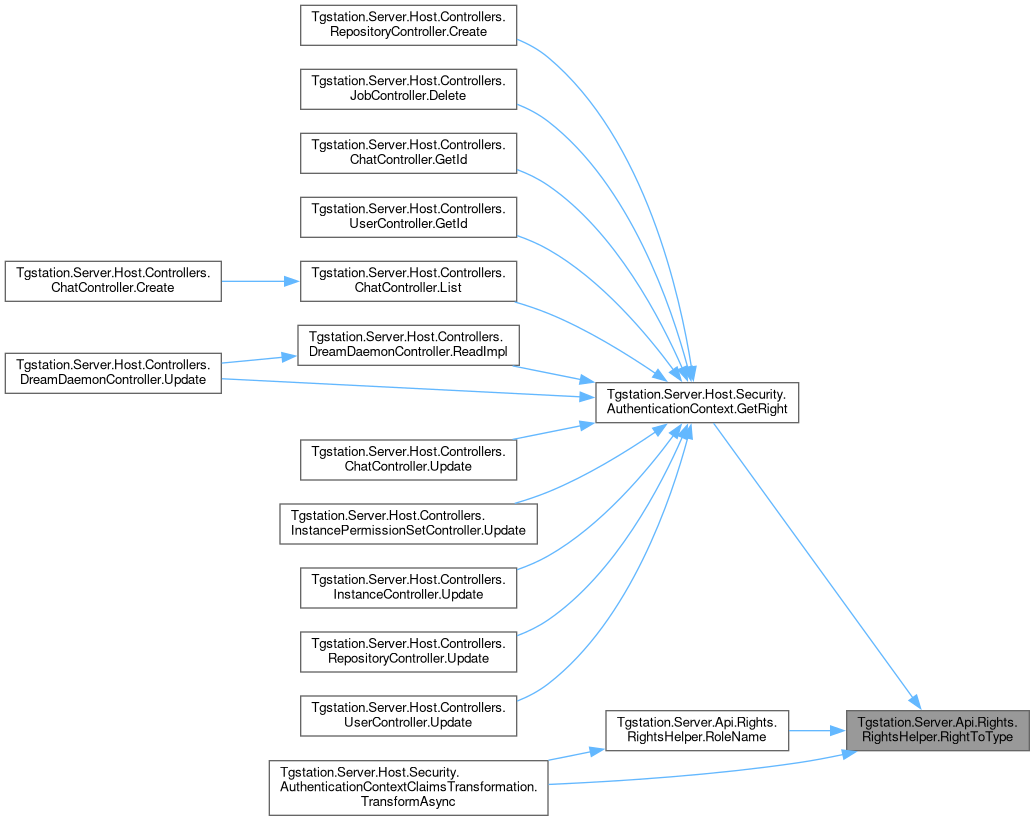 Tgstation.Server.Host.Controllers.
RepositoryController.Create
Tgstation.Server.Host.Controllers.
JobController.Delete
Tgstation.Server.Host.Controllers.
ChatController.GetId
Tgstation.Server.Host.Controllers.
UserController.GetId
Tgstation.Server.Host.Controllers.
ChatController.Create
Tgstation.Server.Host.Controllers.
ChatController.List
Tgstation.Server.Host.Controllers.
DreamDaemonController.ReadImpl
Tgstation.Server.Host.Controllers.
DreamDaemonController.Update
Tgstation.Server.Host.Security.
AuthenticationContext.GetRight
Tgstation.Server.Host.Controllers.
ChatController.Update
Tgstation.Server.Host.Controllers.
InstancePermissionSetController.Update
Tgstation.Server.Host.Controllers.
InstanceController.Update
Tgstation.Server.Host.Controllers.
RepositoryController.Update
Tgstation.Server.Host.Controllers.
UserController.Update
Tgstation.Server.Api.Rights.
RightsHelper.RoleName
Tgstation.Server.Api.Rights.
RightsHelper.RightToType
Tgstation.Server.Host.Security.
AuthenticationContextClaimsTransformation.
TransformAsync